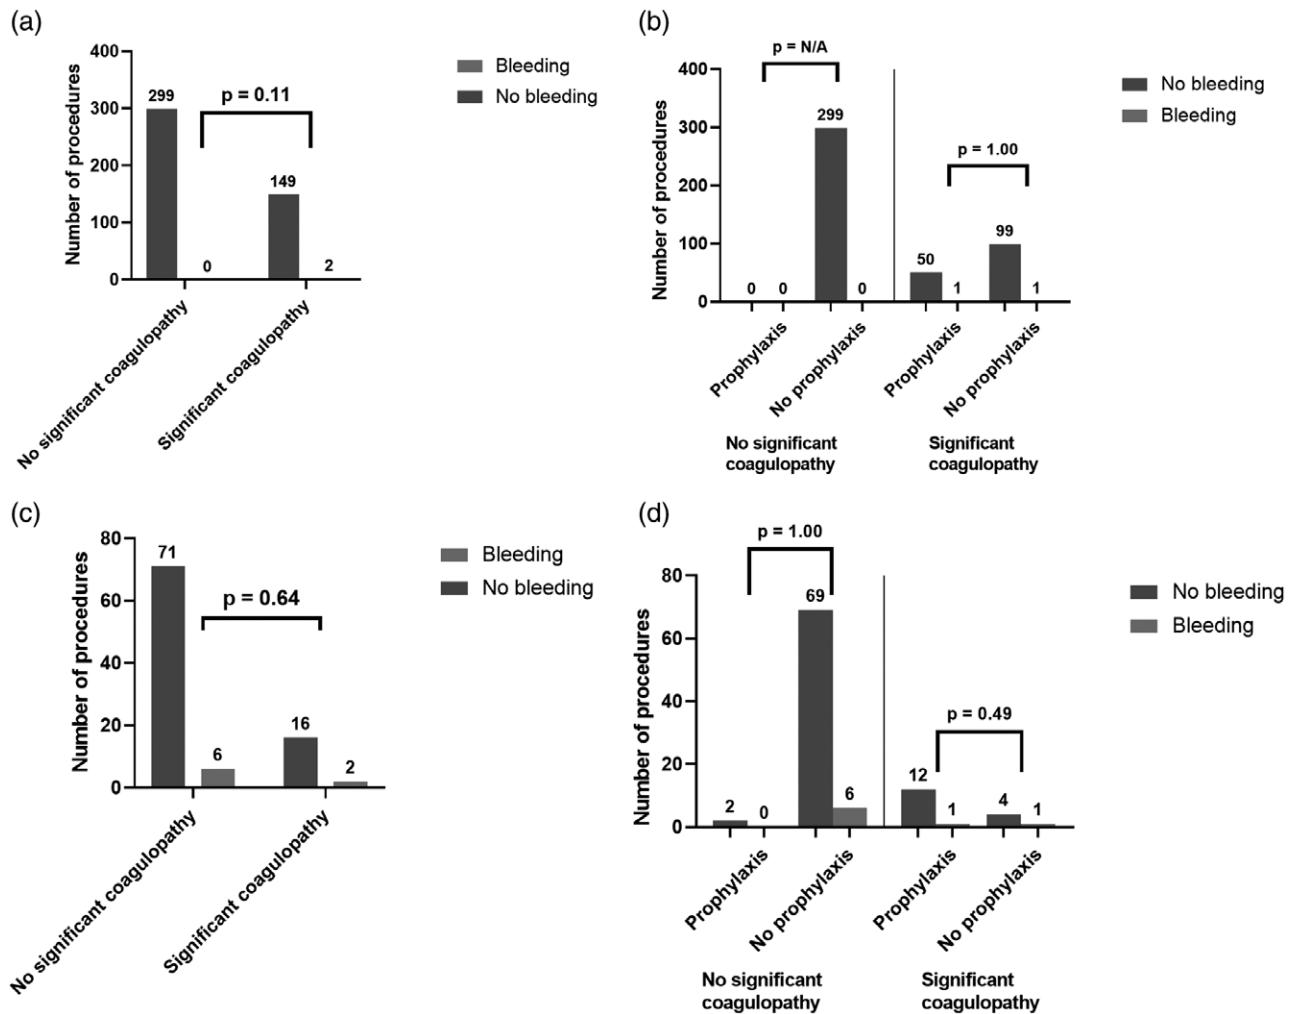 (a)
Number of procedures
400
300
200
100
0
299
0
149
2
p = 0.11
Bleeding
No bleeding
No significant coagulopathy
Significant coagulopathy
(b)
Number of procedures
400
300
200
100
0
p = N/A
0
0
299
0
p = 1.00
50
1
99
1
No bleeding
Bleeding
Prophylaxis
No prophylaxis
Prophylaxis
No prophylaxis
No significant
coagulopathy
Significant
coagulopathy
(c)
Number of procedures
80
60
40
20
0
71
6
16
2
p = 0.64
Bleeding
No bleeding
No significant coagulopathy
Significant coagulopathy
(d)
Number of procedures
80
60
40
20
0
p = 1.00
2
0
69
6
p = 0.49
12
1
4
1
No bleeding
Bleeding
Prophylaxis
No prophylaxis
Prophylaxis
No prophylaxis
No significant
coagulopathy
Significant
coagulopathy